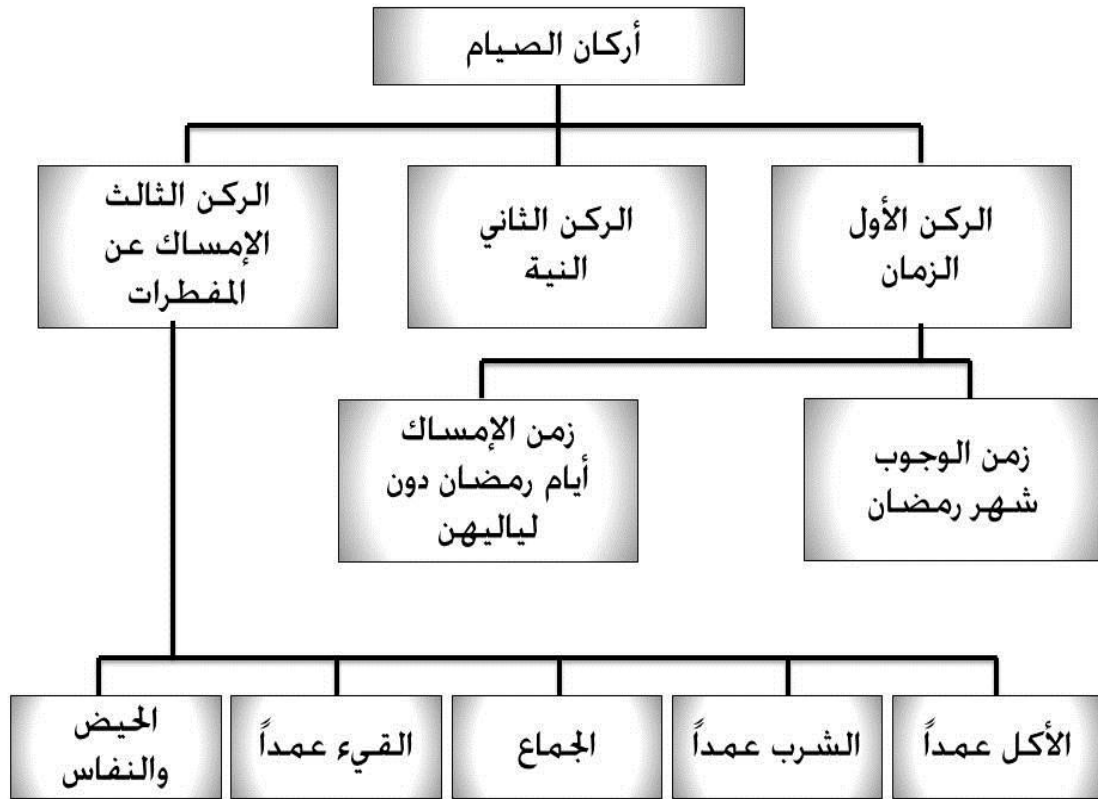 أركان الصيام
الركن الأول
الزمان
الركن الثاني
النية
الركن الثالث
الإمساك عن
المفطرات
زمن الوجوب
شهر رمضان
زمن الإمساك
أيام رمضان دون
لياليهن
الأكل عمداً
الشرب عمداً
الجماع
القيء عمداً
الحيض
والنفاس